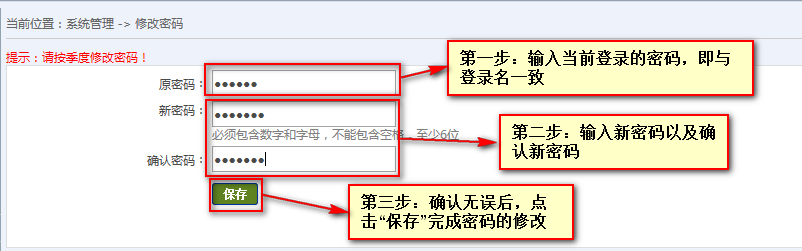 当前位置：系统管理 -> 修改密码
提示：请按季度修改密码！
原密码：
第一步：输入当前登录的密码，即与
登录名一致
新密码：
必须包含数字和字母，不能包含空格，至少6位
第二步：输入新密码以及确
认新密码
确认密码：
保存
第三步：确认无误后，点
击“保存”完成密码的修改